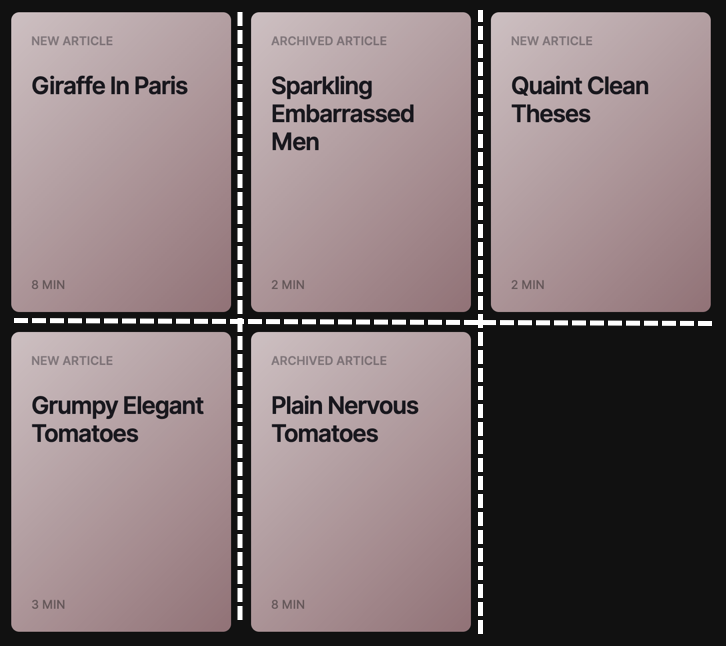 NEW ARTICLE
Giraffe In Paris
8 MIN
ARCHIVED ARTICLE
Sparkling
Embarrassed
Men
2 MIN
NEW ARTICLE
Quaint Clean
Theses
2 MIN
NEW ARTICLE
Grumpy Elegant
Tomatoes
3 MIN
ARCHIVED ARTICLE
Plain Nervous
Tomatoes
8 MIN